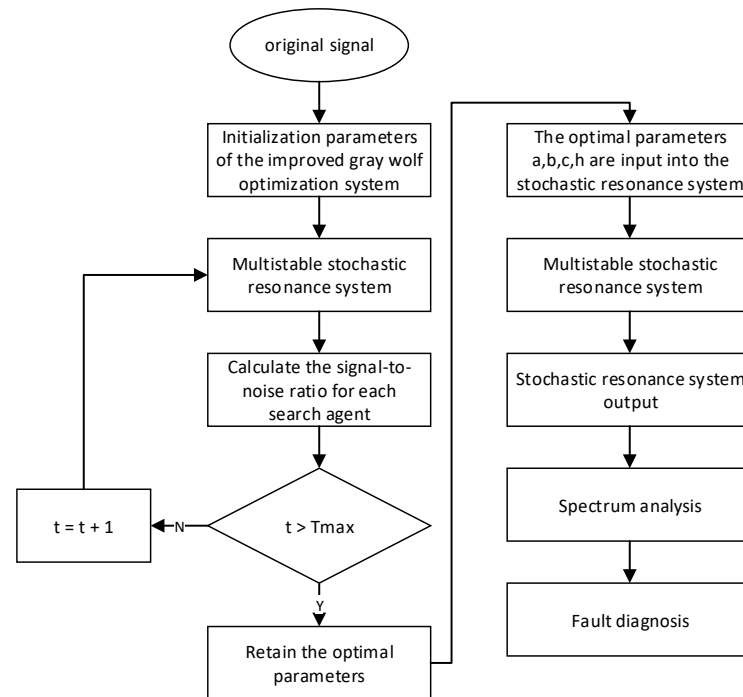 original signal
Initialization parameters
of the improved gray wolf
optimization system
Multistable stochastic
resonance system
Calculate the signal-to-
noise ratio for each
search agent
t > Tmax
N
t = t + 1
Y
Retain the optimal
parameters
The optimal parameters
a,b,c,h are input into the
stochastic resonance system
Multistable stochastic
resonance system
Stochastic resonance system
output
Spectrum analysis
Fault diagnosis